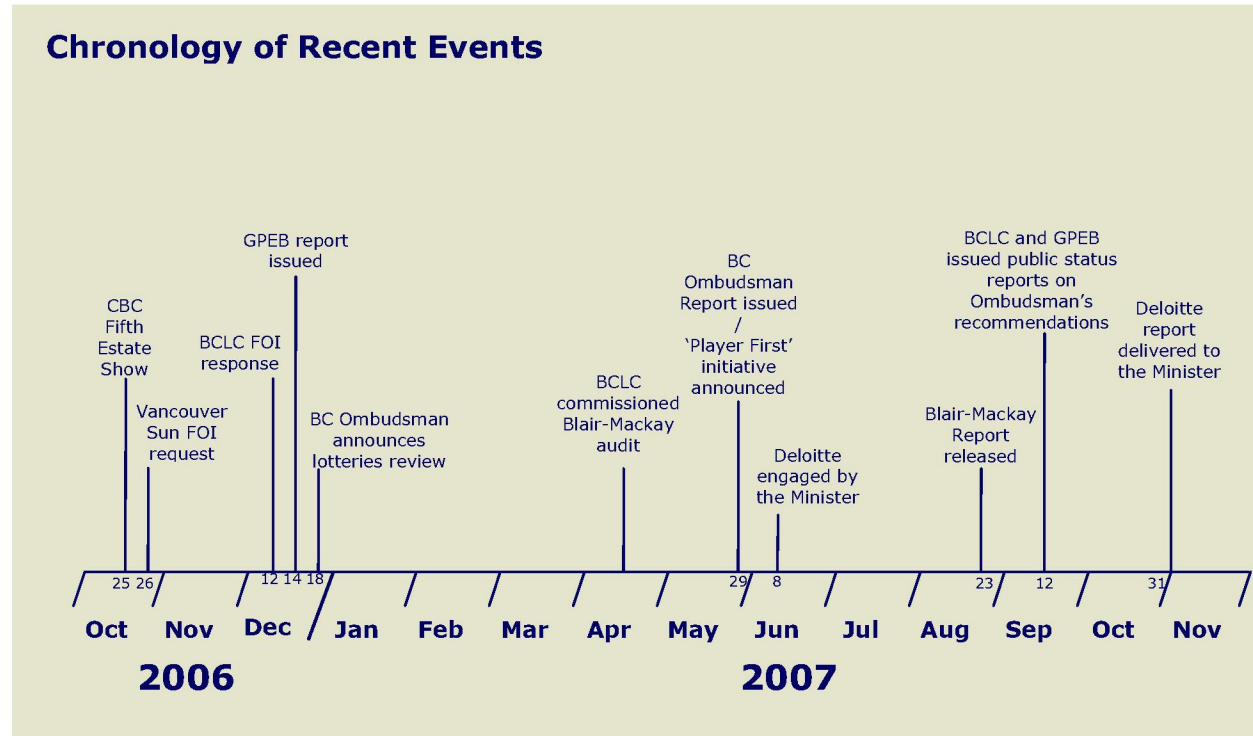 Chronology of Recent Events
CBC
Fifth
Estate
Show
Vancouver
Sun FOI
request
BCLC FOI
response
GPEB report
issued
BC Ombudsman
announces
lotteries review
BCLC
commissioned
Blair-Mackay
audit
BC
Ombudsman
Report issued
/
‘Player First’
initiative
announced
Deloitte
engaged by
the Minister
Blair-Mackay
Report
released
BCLC and GPEB
issued public status
reports on
Ombudsman’s
recommendations
Deloitte
report
delivered to
the Minister
25 26 12 14 18 29 8 23 12 31
Oct Nov Dec Jan Feb Mar Apr May Jun Jul Aug Sep Oct Nov
2006 2007